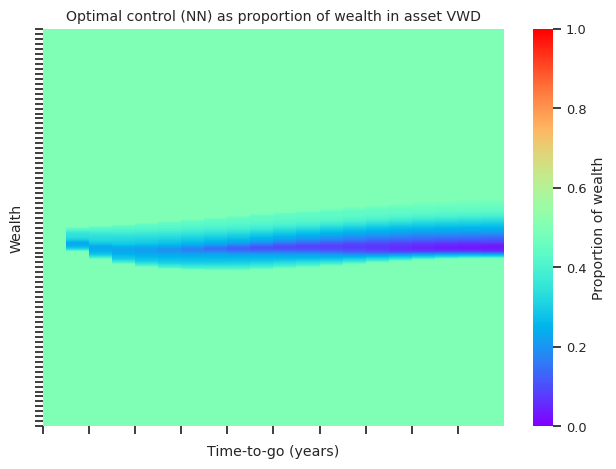 Optimal control (NN) as proportion of wealth in asset VWD
Wealth
Time-to-go (years)
1.0
0.8
0.6
0.4
0.2
0.0
Proportion of wealth